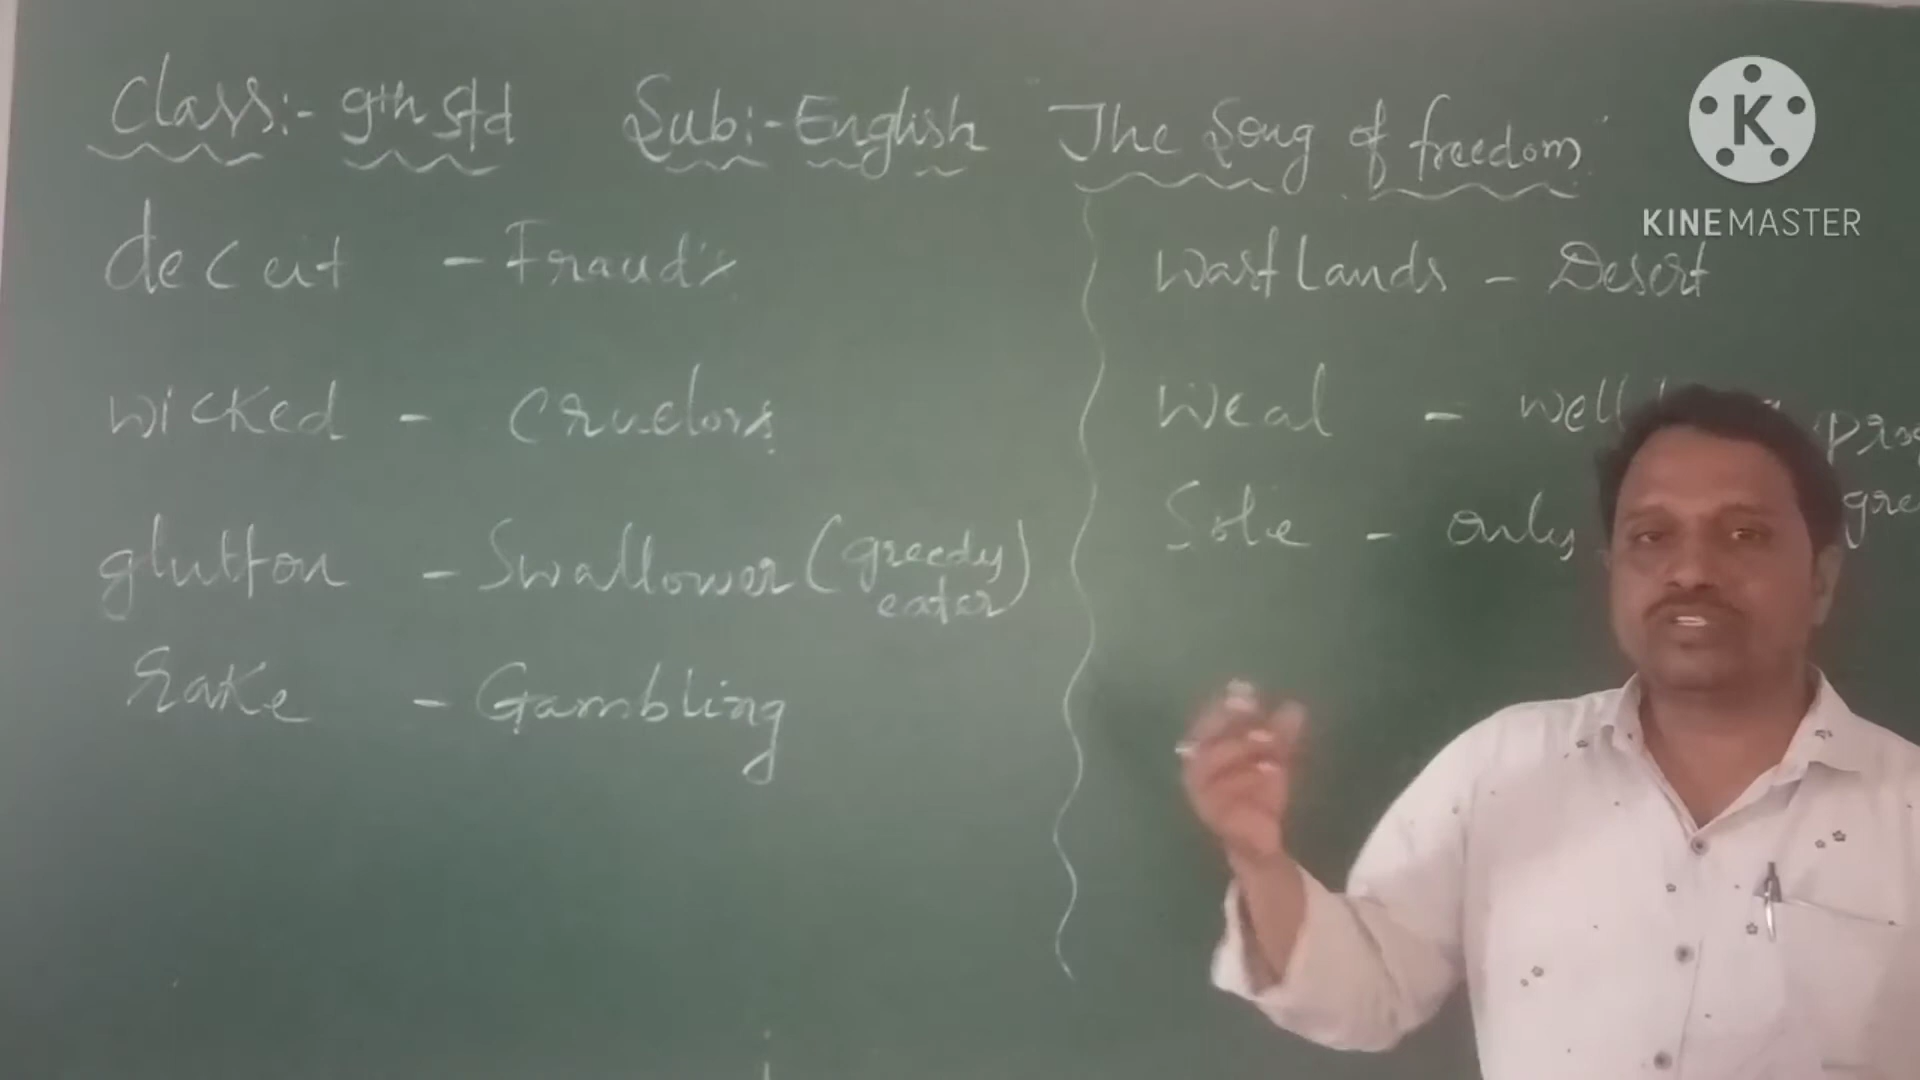 Class:- 9th Std Sub:- English "The Song of freedom"
deceit - Fraud's
wicked - Cruelors
glutton - Swallower (greedy eater)
rake - Gambling
wastlands - Desert
Weal - well
Sole - only
KINEMASTER